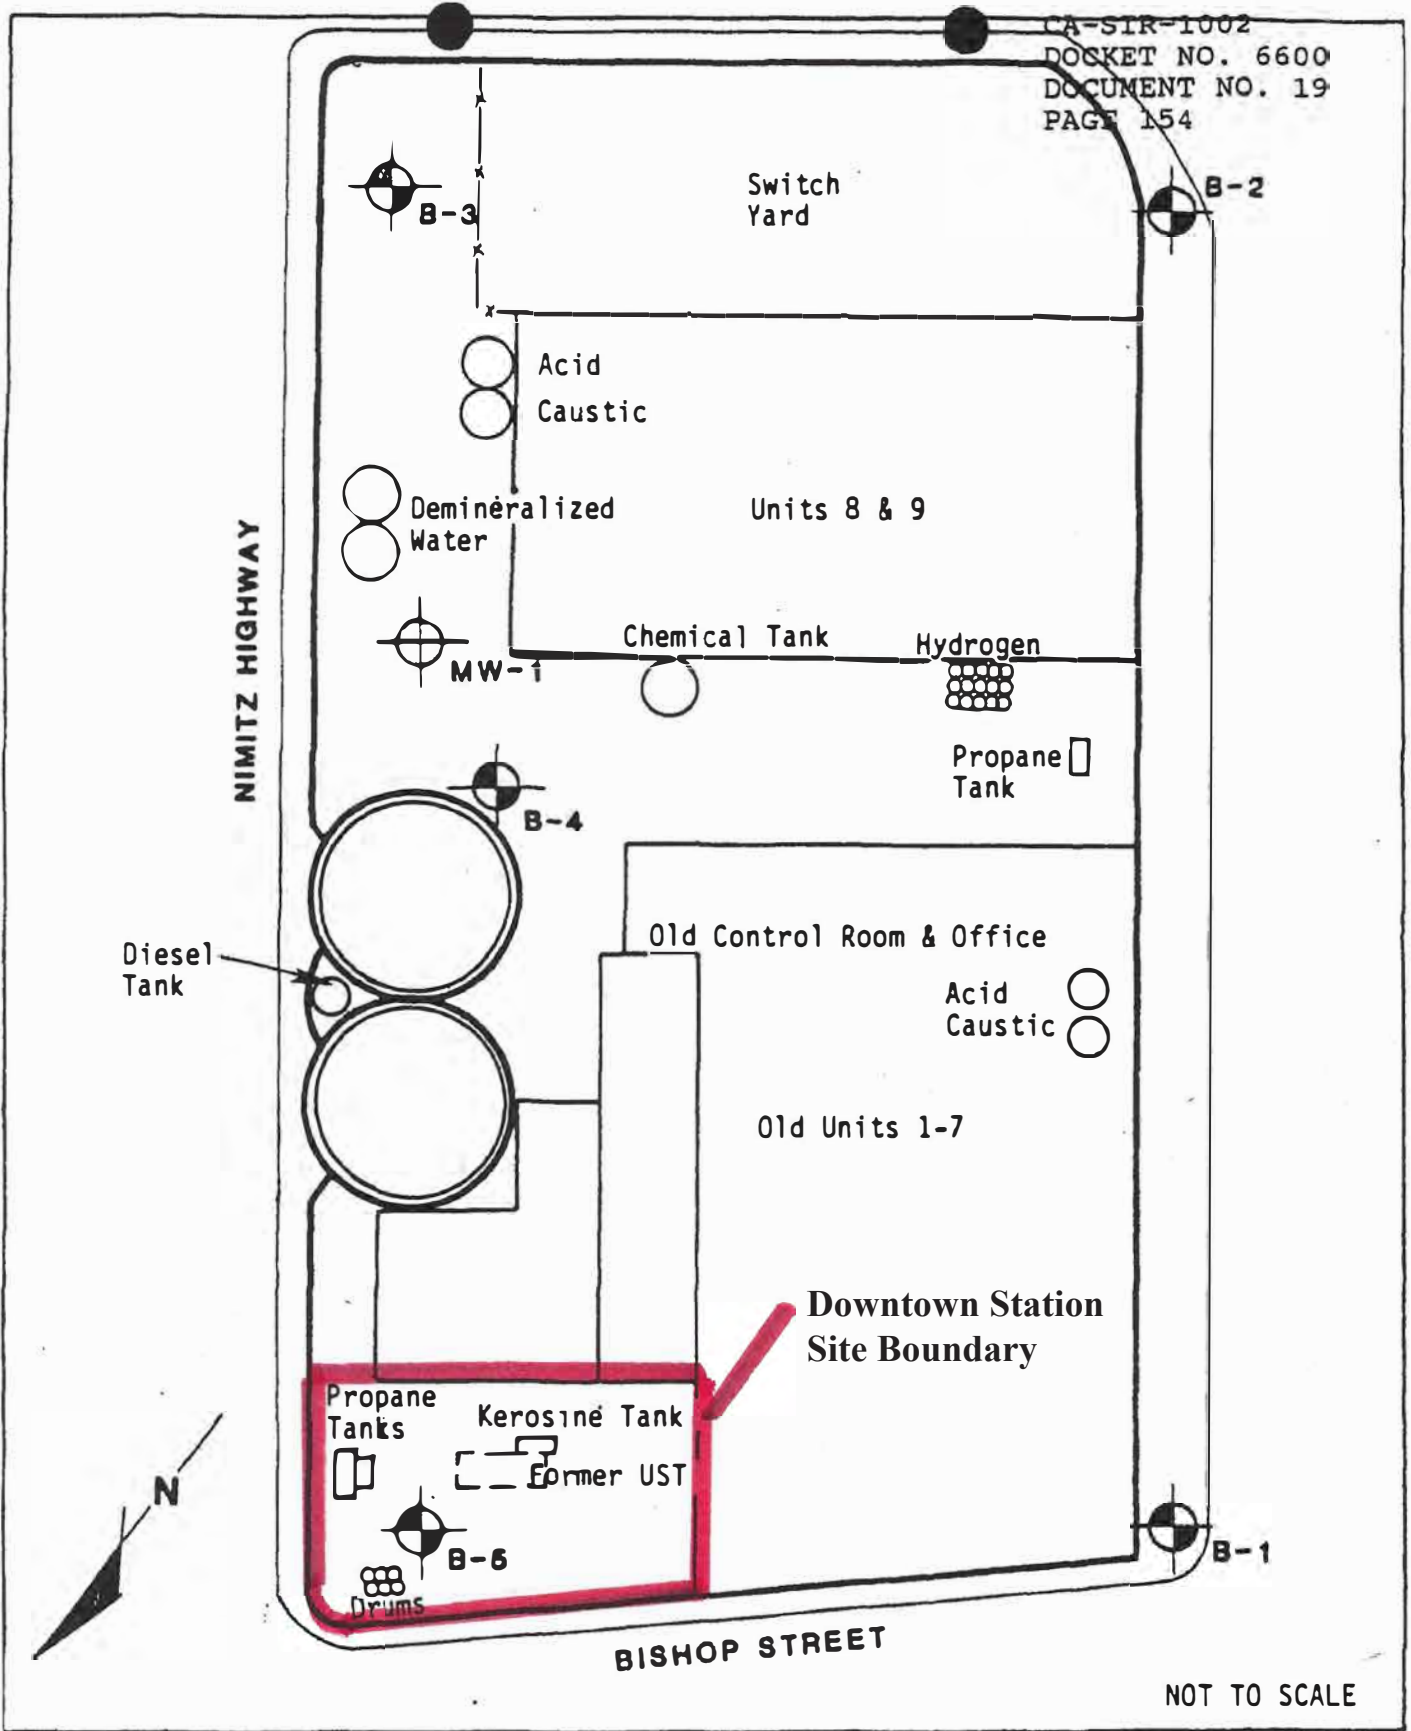 CA-SIR-1002
DOCKET NO. 6600
DOCUMENT NO. 19
PAGE 154
B-2
Switch
Yard
B-3
Acid
Caustic
Demineralized
Water
Units 8 & 9
NIMITZ HIGHWAY
Chemical Tank
Hydrogen
MW-1
Propane
Tank
B-4
Old Control Room & Office
Diesel
Tank
Acid
Caustic
Old Units 1-7
Downtown Station
Site Boundary
Propane
Tanks
Kerosine Tank
Former UST
N
B-5
B-1
Drums
BISHOP STREET
NOT TO SCALE